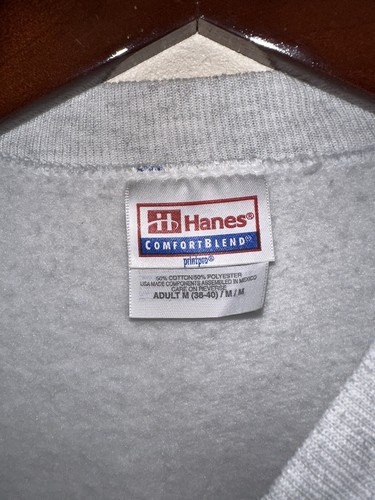 Hanes®
COMFORTBLEND®
printpro®
50% COTTON/50% POLYESTER
USA MADE COMPONENTS ASSEMBLED IN MEXICO
CARE ON REVERSE
ADULT M (38-40) / M / M